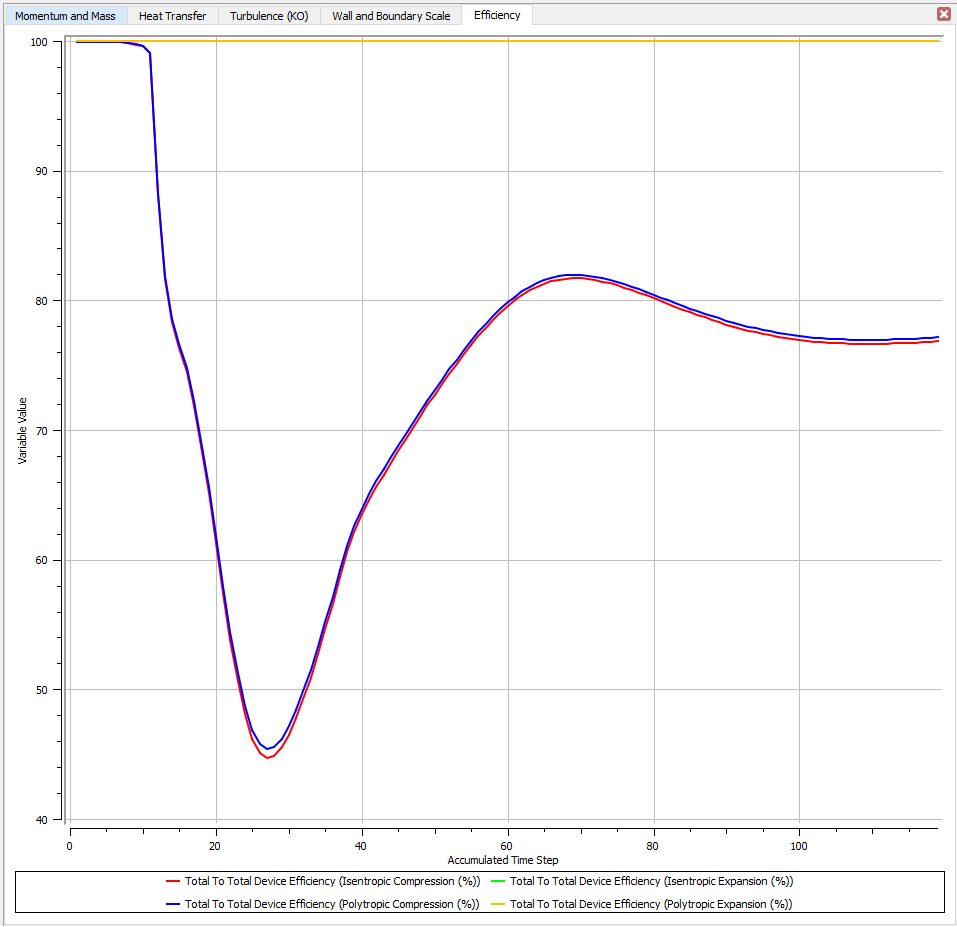 Momentum and Mass Heat Transfer Turbulence (KO) Wall and Boundary Scale Efficiency
100
90
80
70
60
50
40
Variable Value
0 20 40 60 80 100
Accumulated Time Step
Total To Total Device Efficiency (Isentropic Compression (%)) Total To Total Device Efficiency (Isentropic Expansion (%))
Total To Total Device Efficiency (Polytropic Compression (%)) Total To Total Device Efficiency (Polytropic Expansion (%))